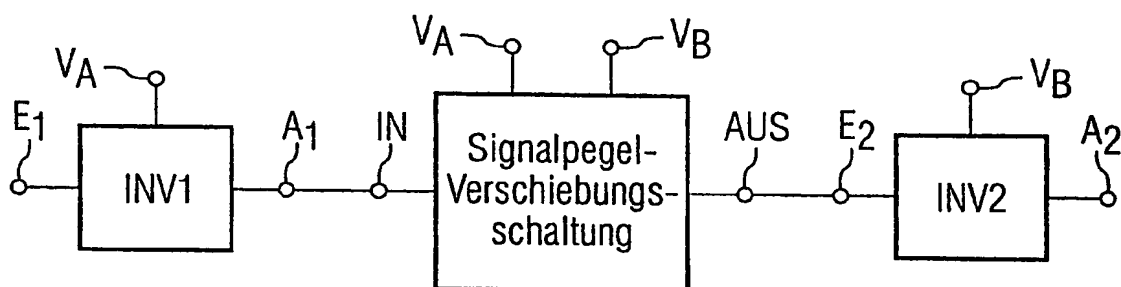 V_A
E_1
INV1
A_1
IN
V_A
V_B
Signalpegel-
Verschiebungs-
schaltung
AUS
E_2
V_B
INV2
A_2